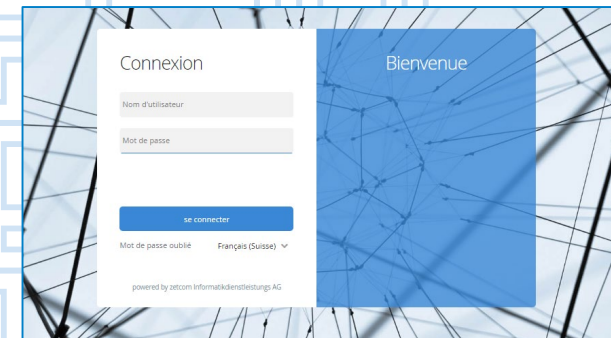 Connexion
Nom d'utilisateur
Mot de passe
se connecter
Mot de passe oublié
Français (Suisse)
powered by zetcom Informatikdienstleistungs AG
Bienvenue